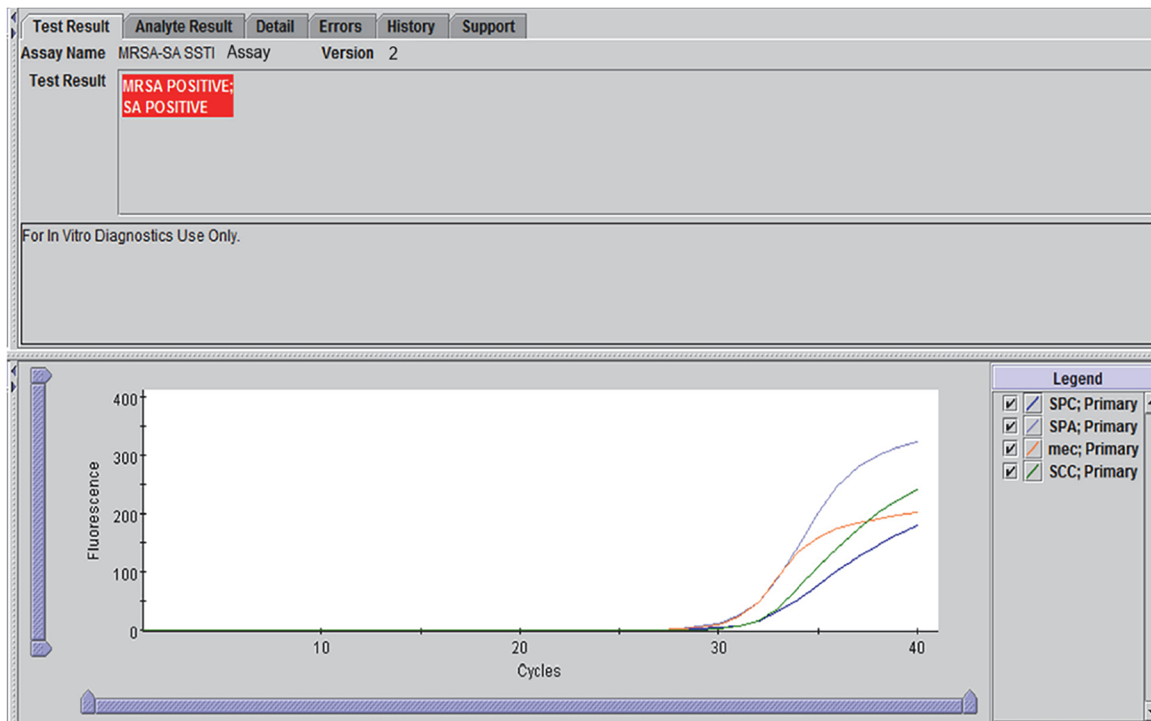 Test Result Analyte Result Detail Errors History Support
Assay Name MRSA-SA SSTI Assay Version 2
Test Result MRSA POSITIVE;
SA POSITIVE
For In Vitro Diagnostics Use Only.
Legend
SPC; Primary
SPA; Primary
mec; Primary
SCC; Primary
400
300
200
100
0
Fluorescence
10 20 30 40
Cycles